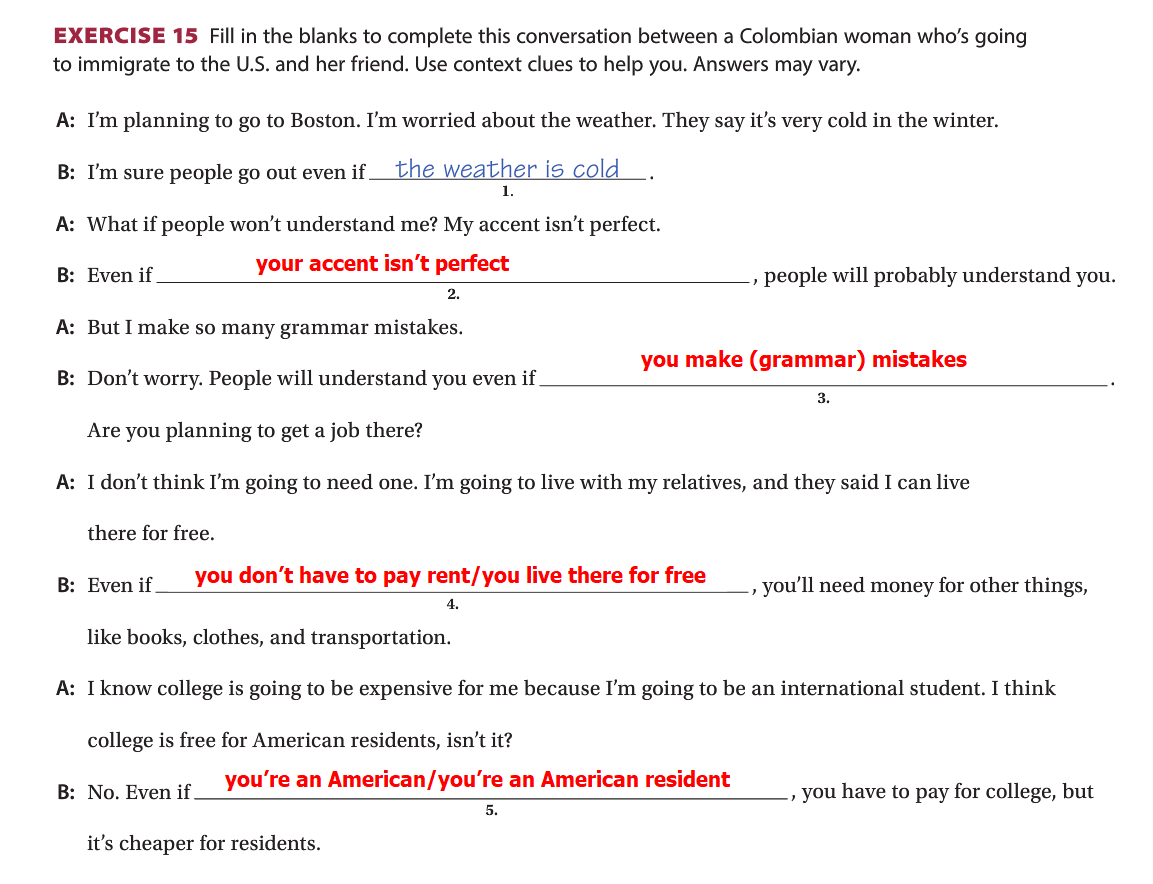 EXERCISE 15 Fill in the blanks to complete this conversation between a Colombian woman who’s going
to immigrate to the U.S. and her friend. Use context clues to help you. Answers may vary.
A: I’m planning to go to Boston. I’m worried about the weather. They say it’s very cold in the winter.
B: I’m sure people go out even if the weather is cold.
1.
A: What if people won’t understand me? My accent isn’t perfect.
B: Even if your accent isn’t perfect, people will probably understand you.
2.
A: But I make so many grammar mistakes.
B: Don’t worry. People will understand you even if you make (grammar) mistakes.
3.
Are you planning to get a job there?
A: I don’t think I’m going to need one. I’m going to live with my relatives, and they said I can live
there for free.
B: Even if you don’t have to pay rent/you live there for free, you’ll need money for other things,
4.
like books, clothes, and transportation.
A: I know college is going to be expensive for me because I’m going to be an international student. I think
college is free for American residents, isn’t it?
B: No. Even if you’re an American/you’re an American resident, you have to pay for college, but
5.
it’s cheaper for residents.